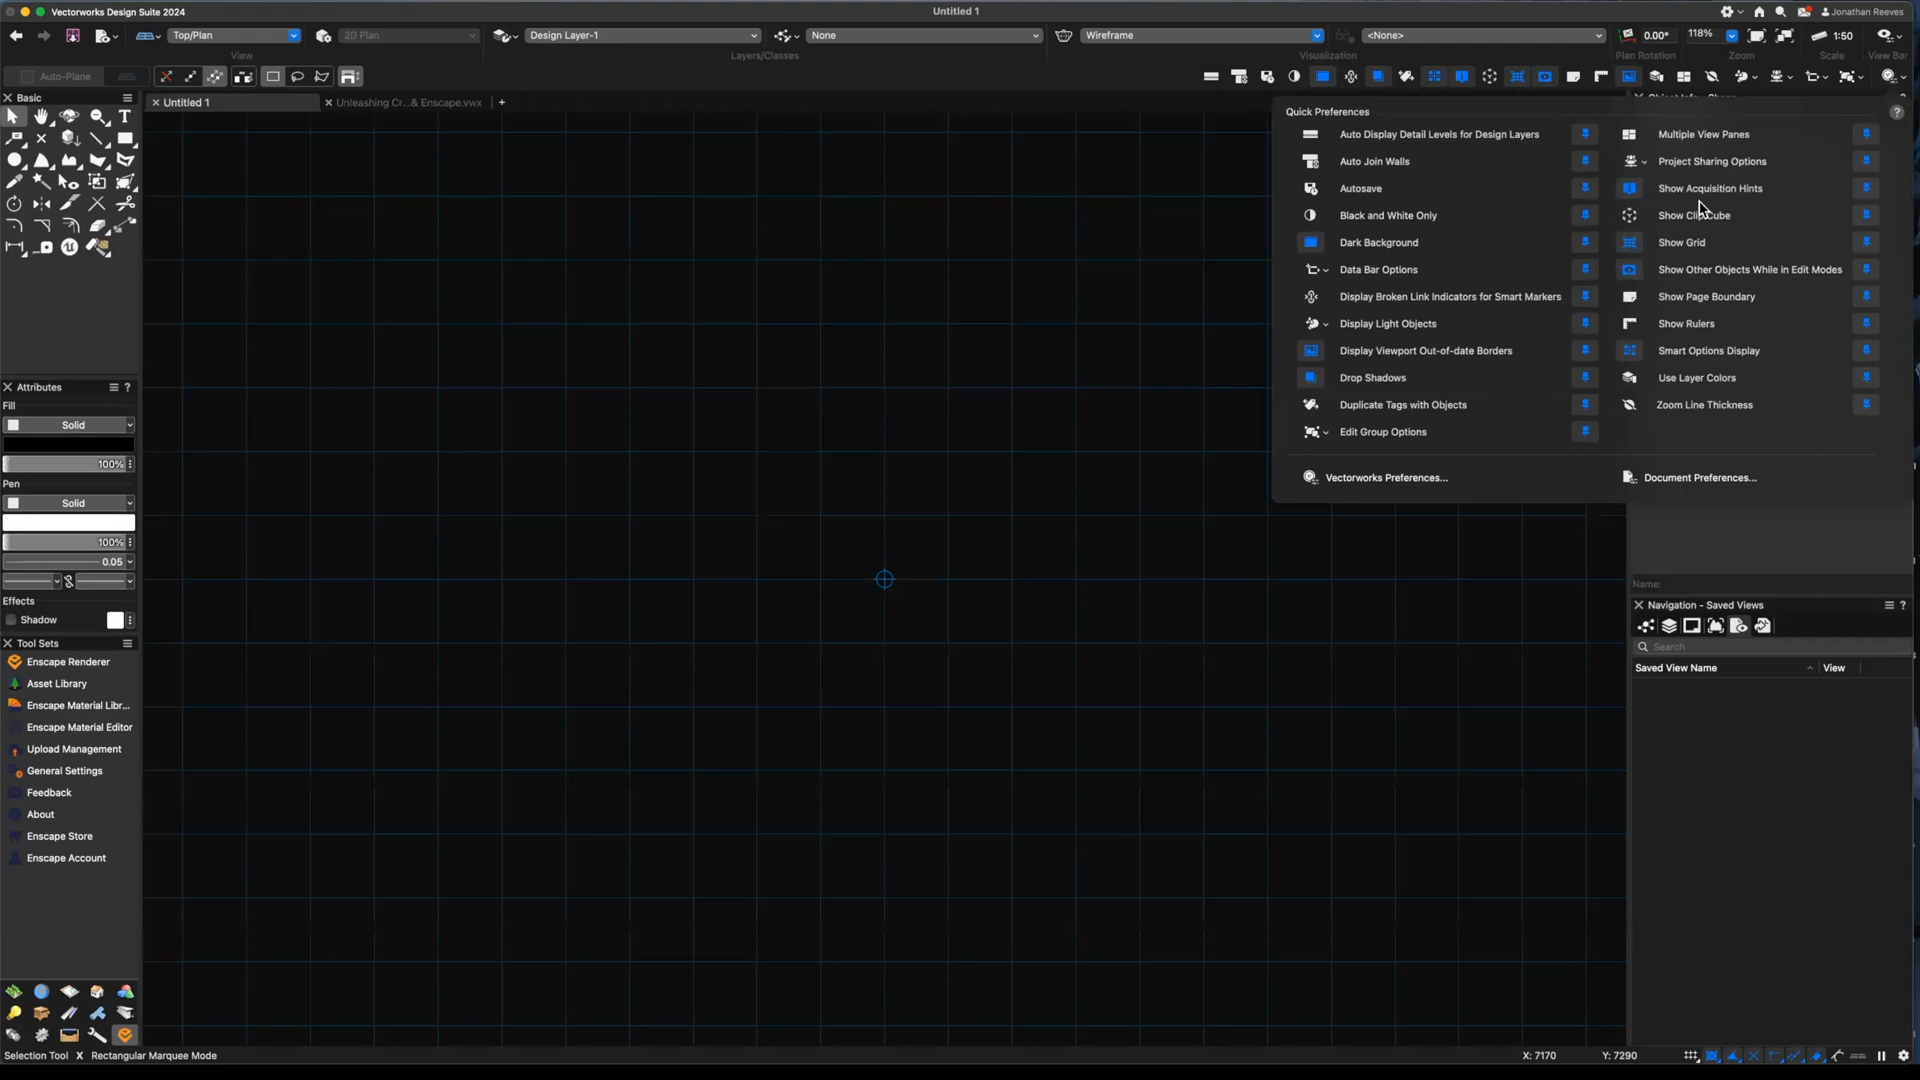 Vectorworks Design Suite 2024
Untitled 1
Jonathan Reeves
Top/Plan
2D Plan
Design Layer-1
None
Wireframe
<None>
0.00°
118%
1:50
View
Layers/Classes
Visualization
Plan Rotation
Zoom
Scale
View Bar
Auto-Plane
Basic
Untitled 1
Unleashing Cr...& Enscape.vwx
Quick Preferences
Auto Display Detail Levels for Design Layers
Auto Join Walls
Autosave
Black and White Only
Dark Background
Data Bar Options
Display Broken Link Indicators for Smart Markers
Display Light Objects
Display Viewport Out-of-date Borders
Drop Shadows
Duplicate Tags with Objects
Edit Group Options
Multiple View Panes
Project Sharing Options
Show Acquisition Hints
Show Grid
Show Other Objects While in Edit Modes
Show Page Boundary
Show Rulers
Smart Options Display
Use Layer Colors
Zoom Line Thickness
Vectorworks Preferences...
Document Preferences...
Attributes
Fill
Solid
100%
Pen
Solid
100%
0.05
Effects
Shadow
Tool Sets
Enscape Renderer
Asset Library
Enscape Material Libr...
Enscape Material Editor
Upload Management
General Settings
Feedback
About
Enscape Store
Enscape Account
Name:
Navigation - Saved Views
Search
Saved View Name
View
Selection Tool X Rectangular Marquee Mode
X: 7170
Y: 7290